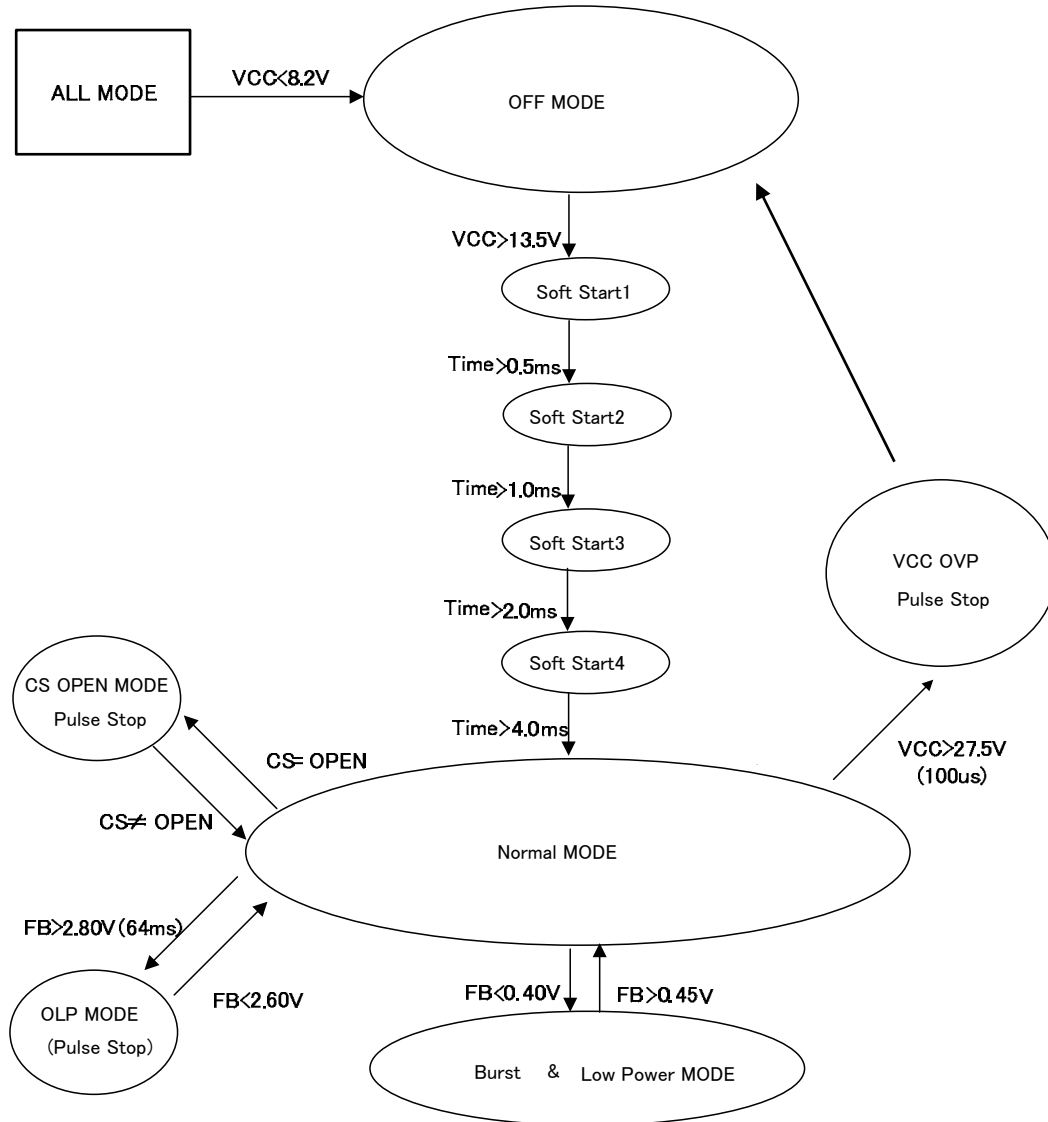 ALL MODE
VCC<8.2V
OFF MODE
VCC>13.5V
Soft Start1
Time>0.5ms
Soft Start2
Time>1.0ms
Soft Start3
Time>2.0ms
Soft Start4
Time>4.0ms
VCC OVP
Pulse Stop
VCC>27.5V
(100us)
CS OPEN MODE
Pulse Stop
CS= OPEN
CS≠ OPEN
Normal MODE
FB>2.80V(64ms)
FB<2.60V
OLP MODE
(Pulse Stop)
FB<0.40V
FB>0.45V
Burst & Low Power MODE